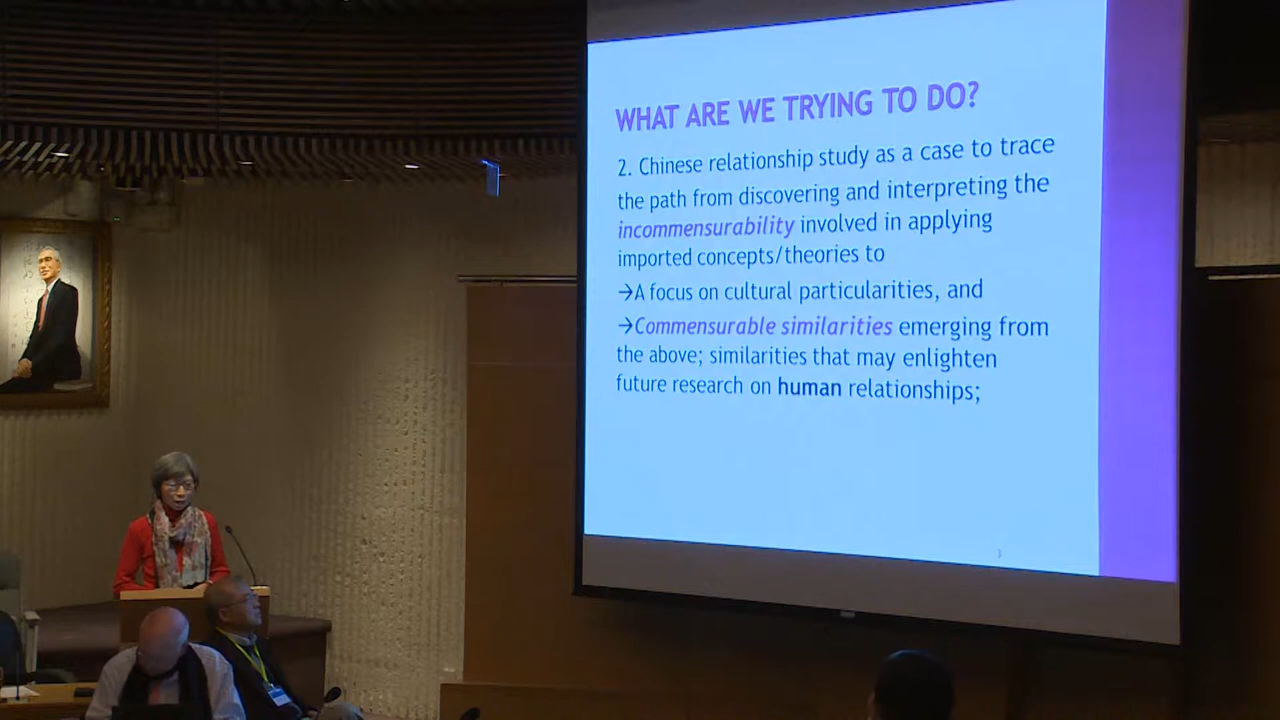 WHAT ARE WE TRYING TO DO?
2. Chinese relationship study as a case to trace
the path from discovering and interpreting the
incommensurability involved in applying
imported concepts/theories to
→A focus on cultural particularities, and
→Commensurable similarities emerging from
the above; similarities that may enlighten
future research on human relationships;
3